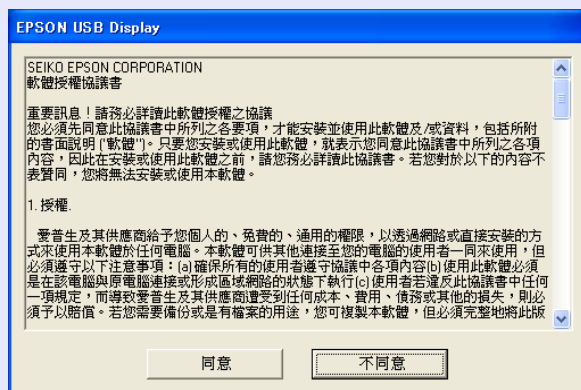 EPSON USB Display
SEIKO EPSON CORPORATION
軟體授權協議書
重要訊息！請務必詳讀此軟體授權之協議
您必須先同意此協議書中所列之各要項，才能安裝並使用此軟體及/或資料，包括所附
的書面說明 ("軟體")。只要您安裝或使用此軟體，就表示您同意此協議書中所列之各項
內容，因此在安裝或使用此軟體之前，請您務必詳讀此協議書。若您對於以下的內容不
表贊同，您將無法安裝或使用本軟體。
1. 授權.
愛普生及其供應商給予您個人的、免費的、通用的權限，以透過網路或直接安裝的方
式來使用本軟體於任何電腦。本軟體可供其他連接至您的電腦的使用者一同來使用，但
必須遵守以下注意事項：(a)確保所有的使用者遵守協議中各項內容(b)使用此軟體必須
是在該電腦與原電腦連接或形成區域網路的狀態下執行(c)使用者若違反此協議書中任何
一項規定，而導致愛普生及其供應商遭受到任何成本、費用、債務或其他的損失，則必
須予以賠償。若您需要備份或是有檔案的用途，您可複製本軟體，但必須完整地將此版
同意
不同意